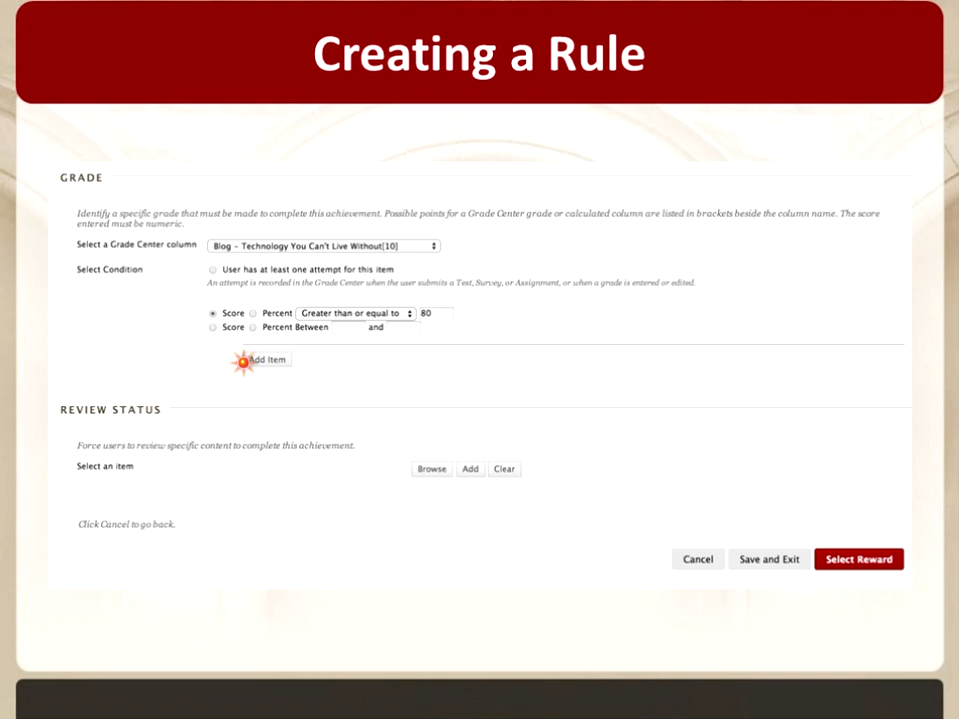 Creating a Rule
GRADE
Identify a specific grade that must be made to complete this achievement. Possible points for a Grade Center grade or calculated column are listed in brackets beside the column name. The score
entered must be numeric.
Select a Grade Center column Blog - Technology You Can't Live Without[10]
Select Condition User has at least one attempt for this item
An attempt is recorded in the Grade Center when the user submits a Test, Survey, or Assignment, or when a grade is entered or edited.
Score Percent Greater than or equal to 80
Score Percent Between and
Add Item
REVIEW STATUS
Force users to review specific content to complete this achievement.
Select an item Browse Add Clear
Click Cancel to go back.
Cancel Save and Exit Select Reward